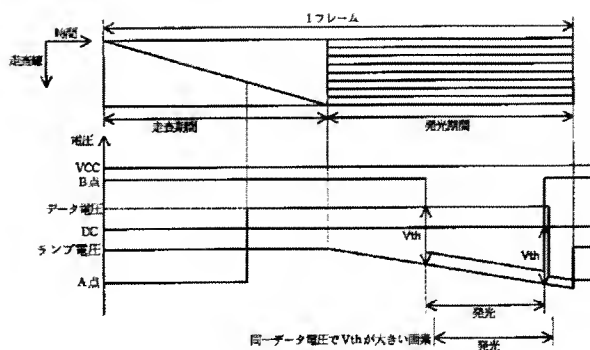 1フレーム
時間
走査線
走査期間
発光期間
電圧
VCC
B点
データ電圧
DC
ランプ電圧
A点
Vth
Vth
発光
同一データ電圧でVthが大きい画素
発光